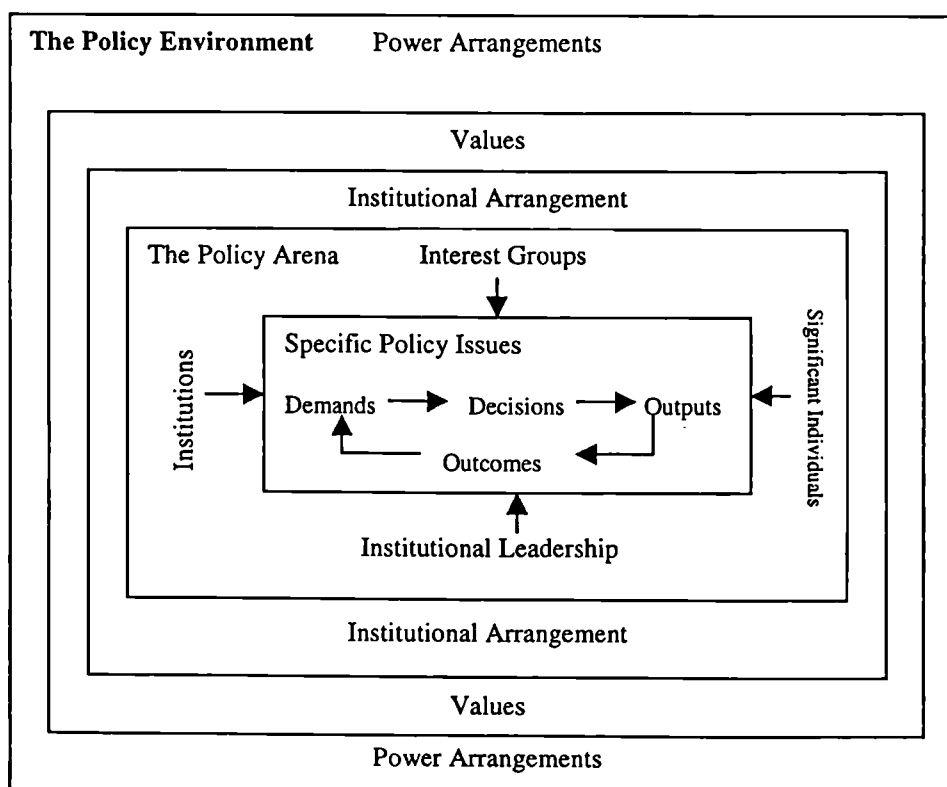 The Policy Environment Power Arrangements
Values
Institutional Arrangement
The Policy Arena Interest Groups
Institutions
Specific Policy Issues
Demands Decisions Outputs
Outcomes
Significant Individuals
Institutional Leadership
Institutional Arrangement
Values
Power Arrangements